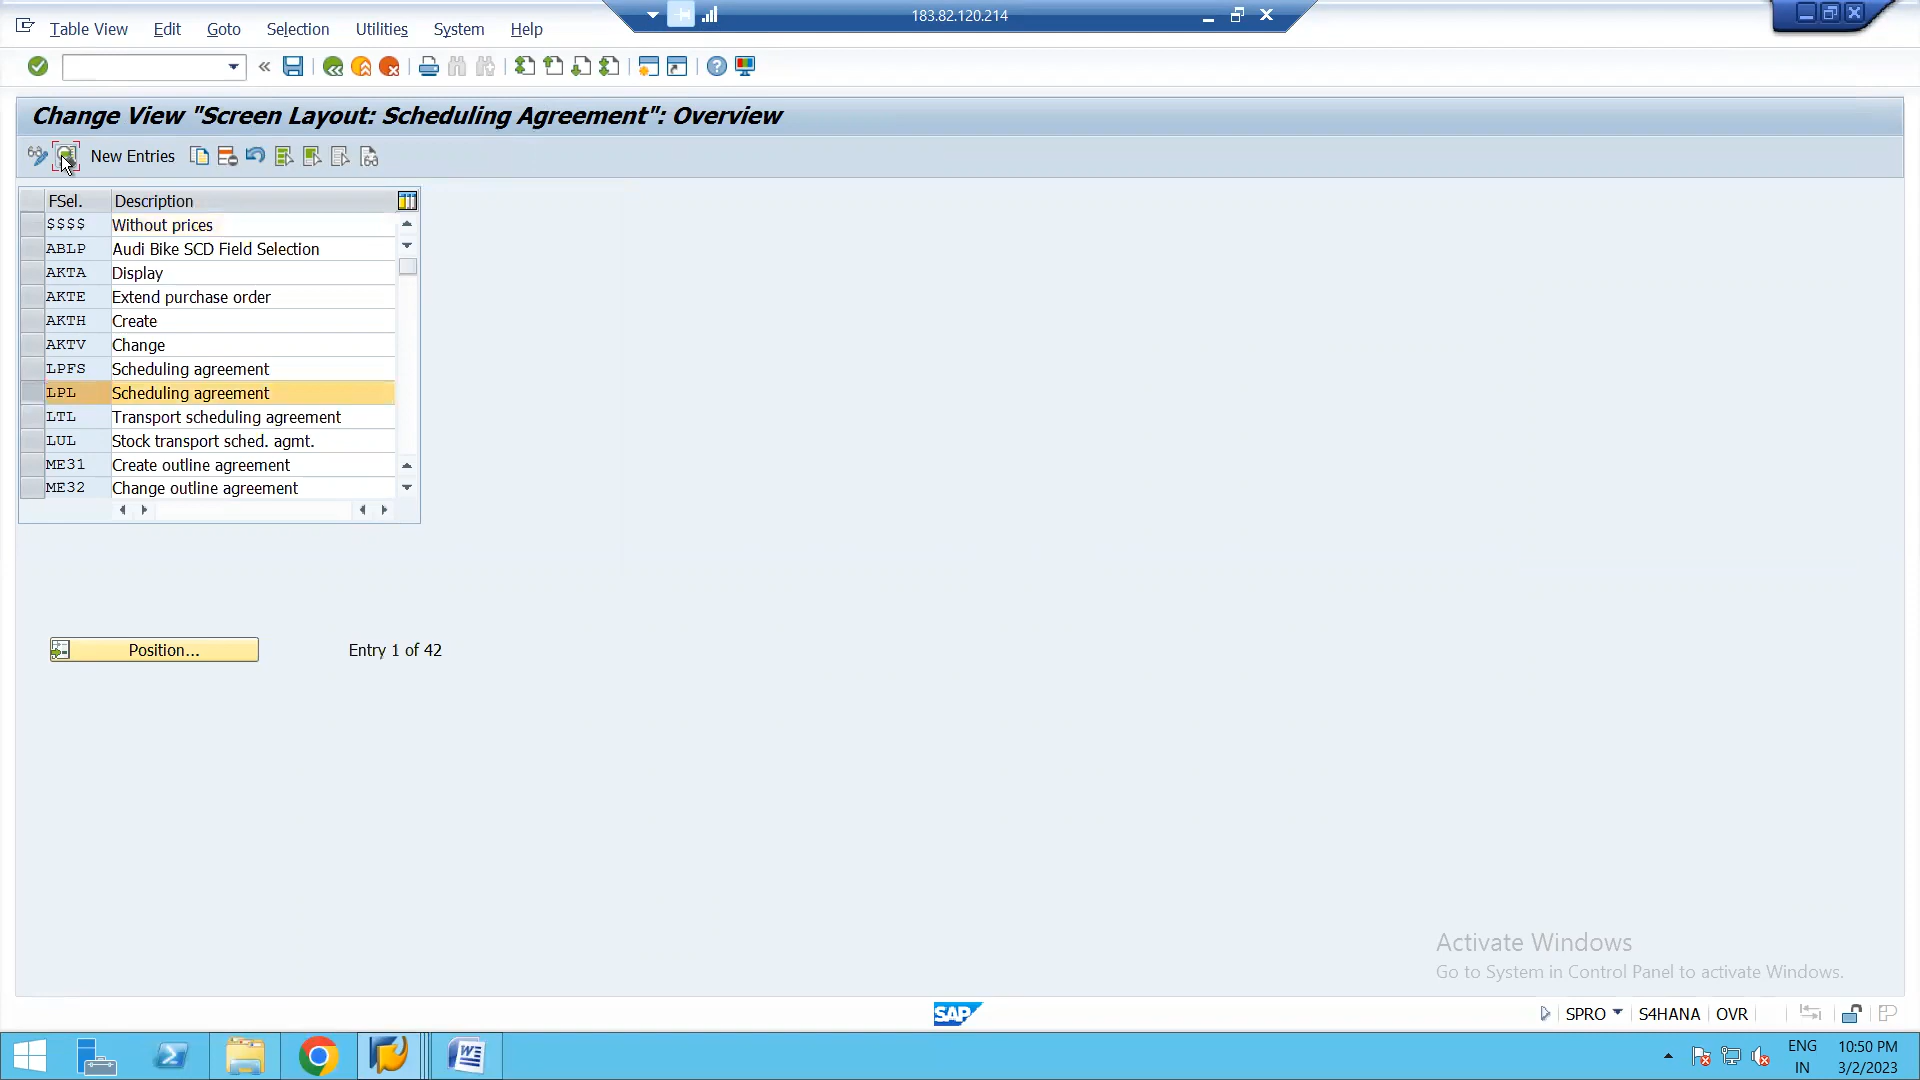 183.82.120.214
Table View Edit Goto Selection Utilities System Help
Change View "Screen Layout: Scheduling Agreement": Overview
New Entries
FSel. Description
$$$$ Without prices
ABLP Audi Bike SCD Field Selection
AKTA Display
AKTE Extend purchase order
AKTH Create
AKTV Change
LPFS Scheduling agreement
LPL Scheduling agreement
LTL Transport scheduling agreement
LUL Stock transport sched. agmt.
ME31 Create outline agreement
ME32 Change outline agreement
Position... Entry 1 of 42
Activate Windows
Go to System in Control Panel to activate Windows.
SAP SPRO S4HANA OVR
ENG 10:50 PM
IN 3/2/2023